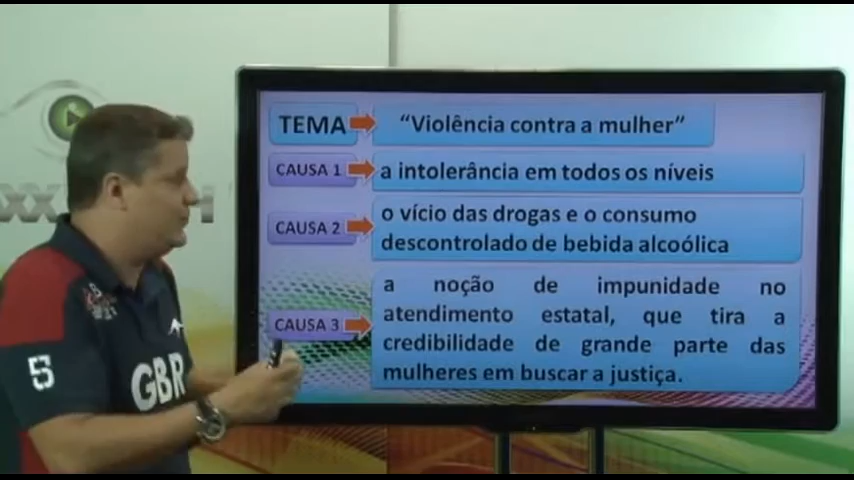 TEMA
“Violência contra a mulher”
CAUSA 1
a intolerância em todos os níveis
CAUSA 2
o vício das drogas e o consumo
descontrolado de bebida alcoólica
CAUSA 3
a noção de impunidade no
atendimento estatal, que tira a
credibilidade de grande parte das
mulheres em buscar a justiça.
5
GBR